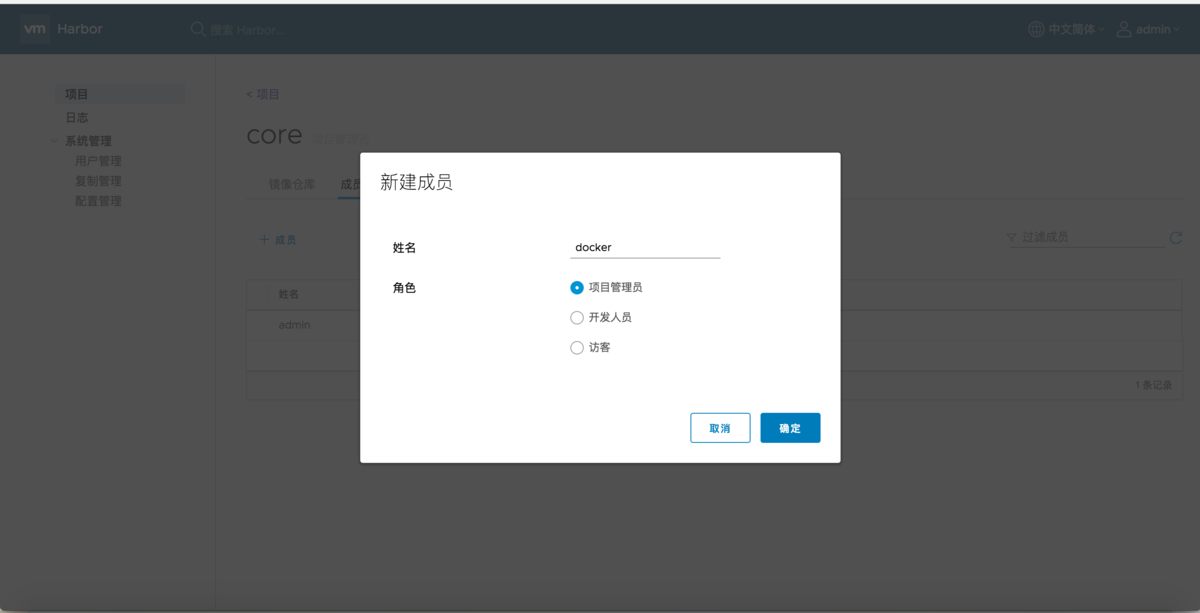 vm Harbor 搜索 Harbor... 中文简体 admin
项目
日志
系统管理
用户管理
复制管理
配置管理
< 项目
core
镜像仓库 成员
+ 成员 过滤成员
姓名
admin
1 条记录
新建成员
姓名 docker
角色 项目管理员
开发人员
访客
取消 确定